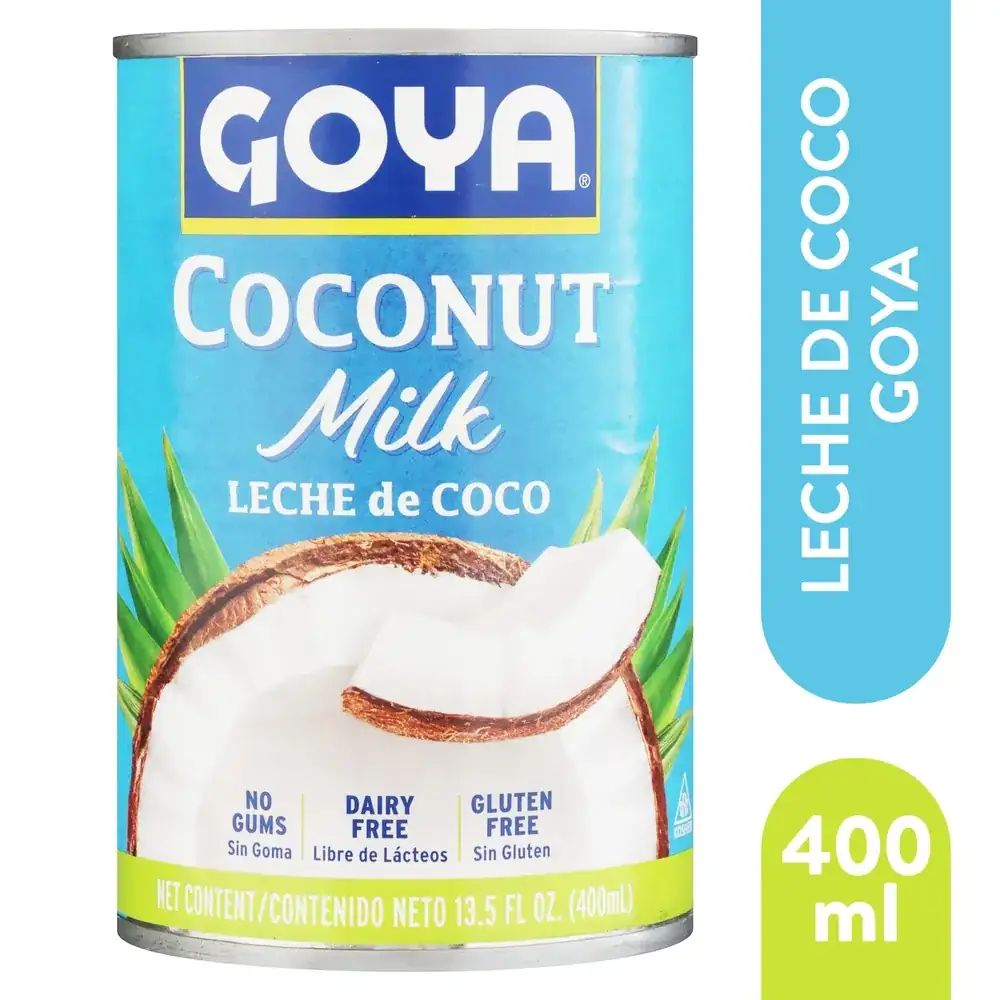 GOYA®
COCONUT
Milk
LECHE de COCO
NO
GUMS
Sin Goma
DAIRY
FREE
Libre de Lácteos
GLUTEN
FREE
Sin Gluten
KOSHER
NET CONTENT/CONTENIDO NETO 13.5 FL OZ. (400mL)
LECHE DE COCO
GOYA
400
ml